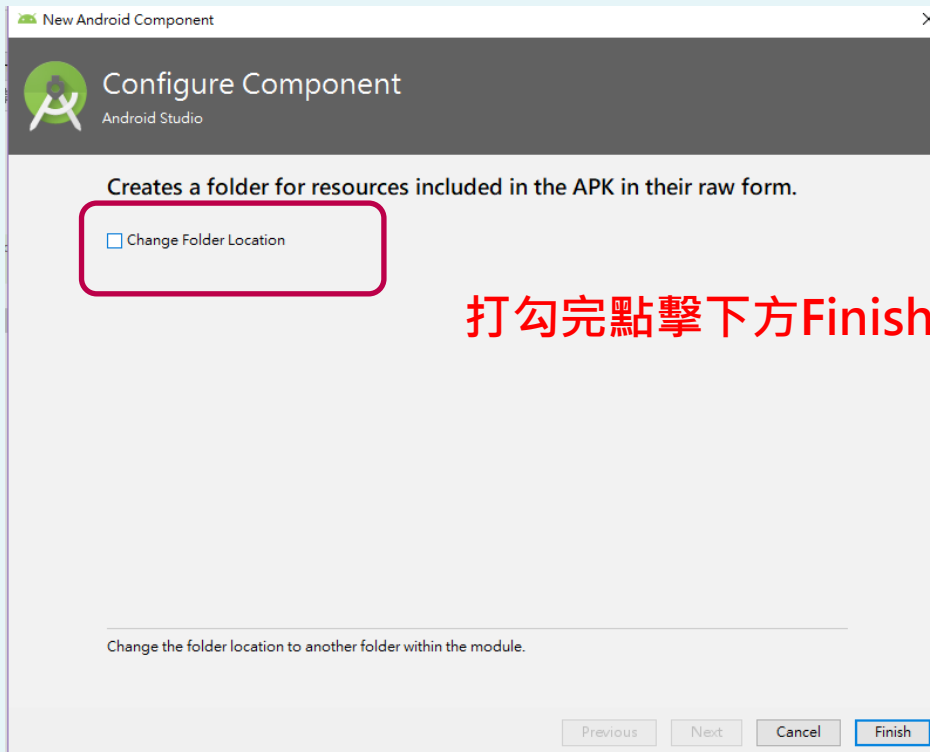 New Android Component
Configure Component
Android Studio
Creates a folder for resources included in the APK in their raw form.
Change Folder Location
打勾完點擊下方Finish
Change the folder location to another folder within the module.
Previous
Next
Cancel
Finish